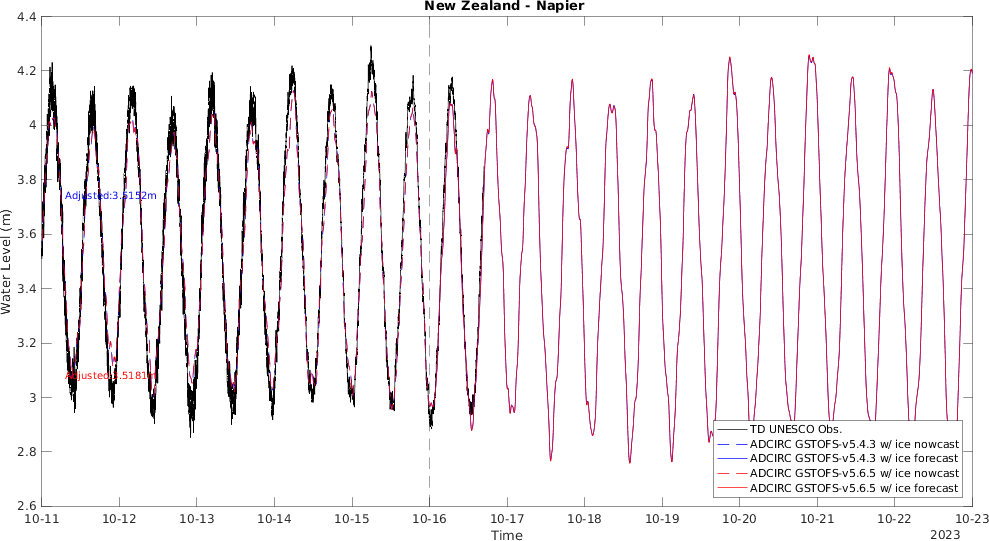 New Zealand - Napier
4.4
4.2
4
3.8
3.6
3.4
3.2
3
2.8
2.6
Water Level (m)
Adjusted:3.5152m
Adjusted:3.5181m
TD UNESCO Obs.
ADCIRC GSTOFS-v5.4.3 w/ ice nowcast
ADCIRC GSTOFS-v5.4.3 w/ ice forecast
ADCIRC GSTOFS-v5.6.5 w/ ice nowcast
ADCIRC GSTOFS-v5.6.5 w/ ice forecast
10-11 10-12 10-13 10-14 10-15 10-16 10-17 10-18 10-19 10-20 10-21 10-22 10-23
Time
2023